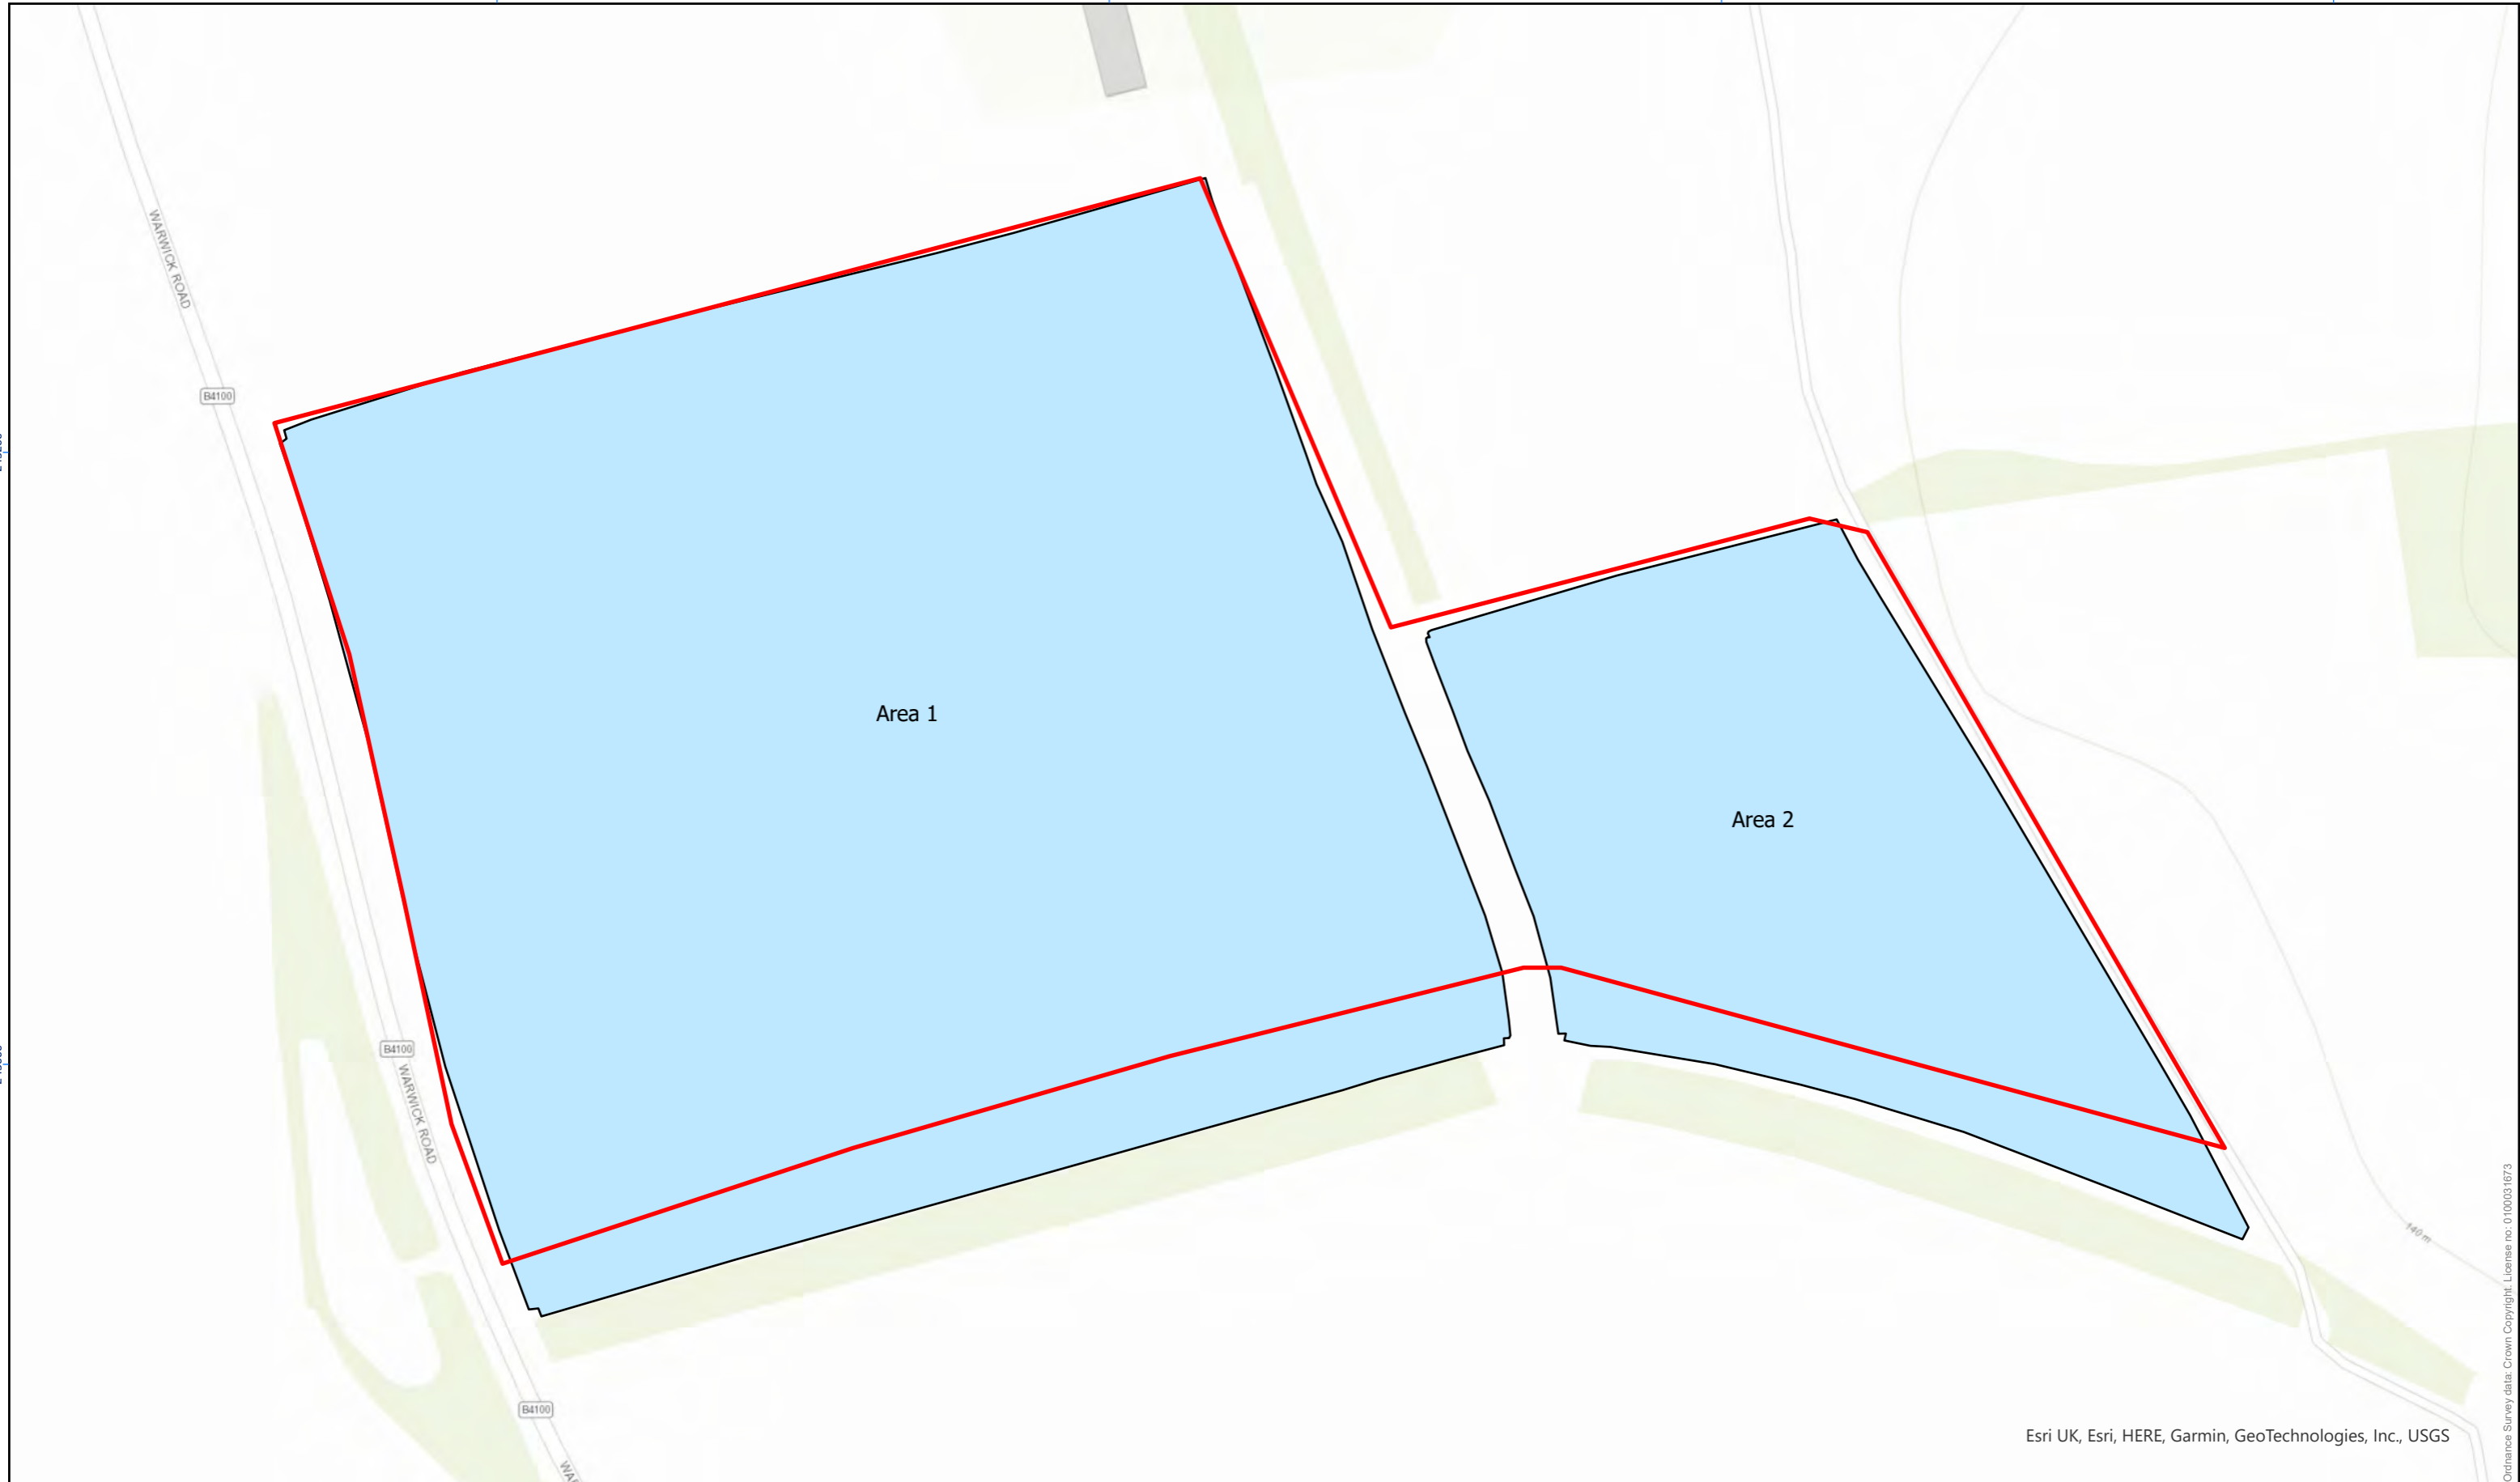 WARWICK ROAD
B4100
Area 1
Area 2
B4100
WARWICK ROAD
140 m
B4100
Esri UK, Esri, HERE, Garmin, GeoTechnologies, Inc., USGS
Ordnance Survey data: Crown Copyright. License no: 0100031673